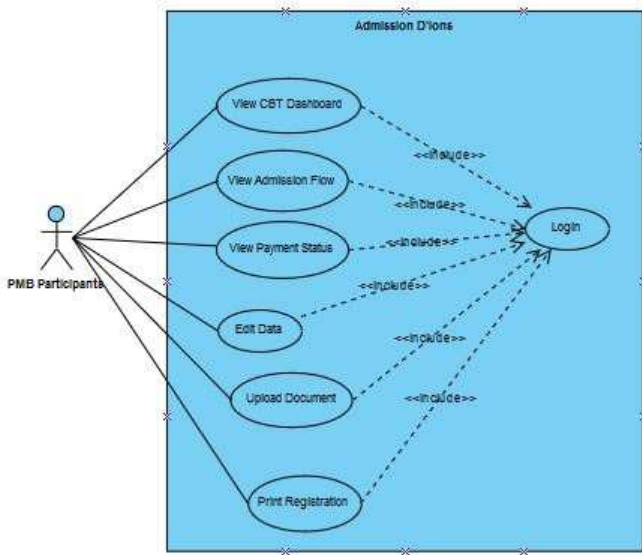 Admission D'ions
View CBT Dashboard
<<include>>
View Admission Flow
<<include>>
Login
View Payment Status
<<include>>
PMB Participants
<<include>>
Edit Data
<<include>>
Upload Document
<<include>>
Print Registration